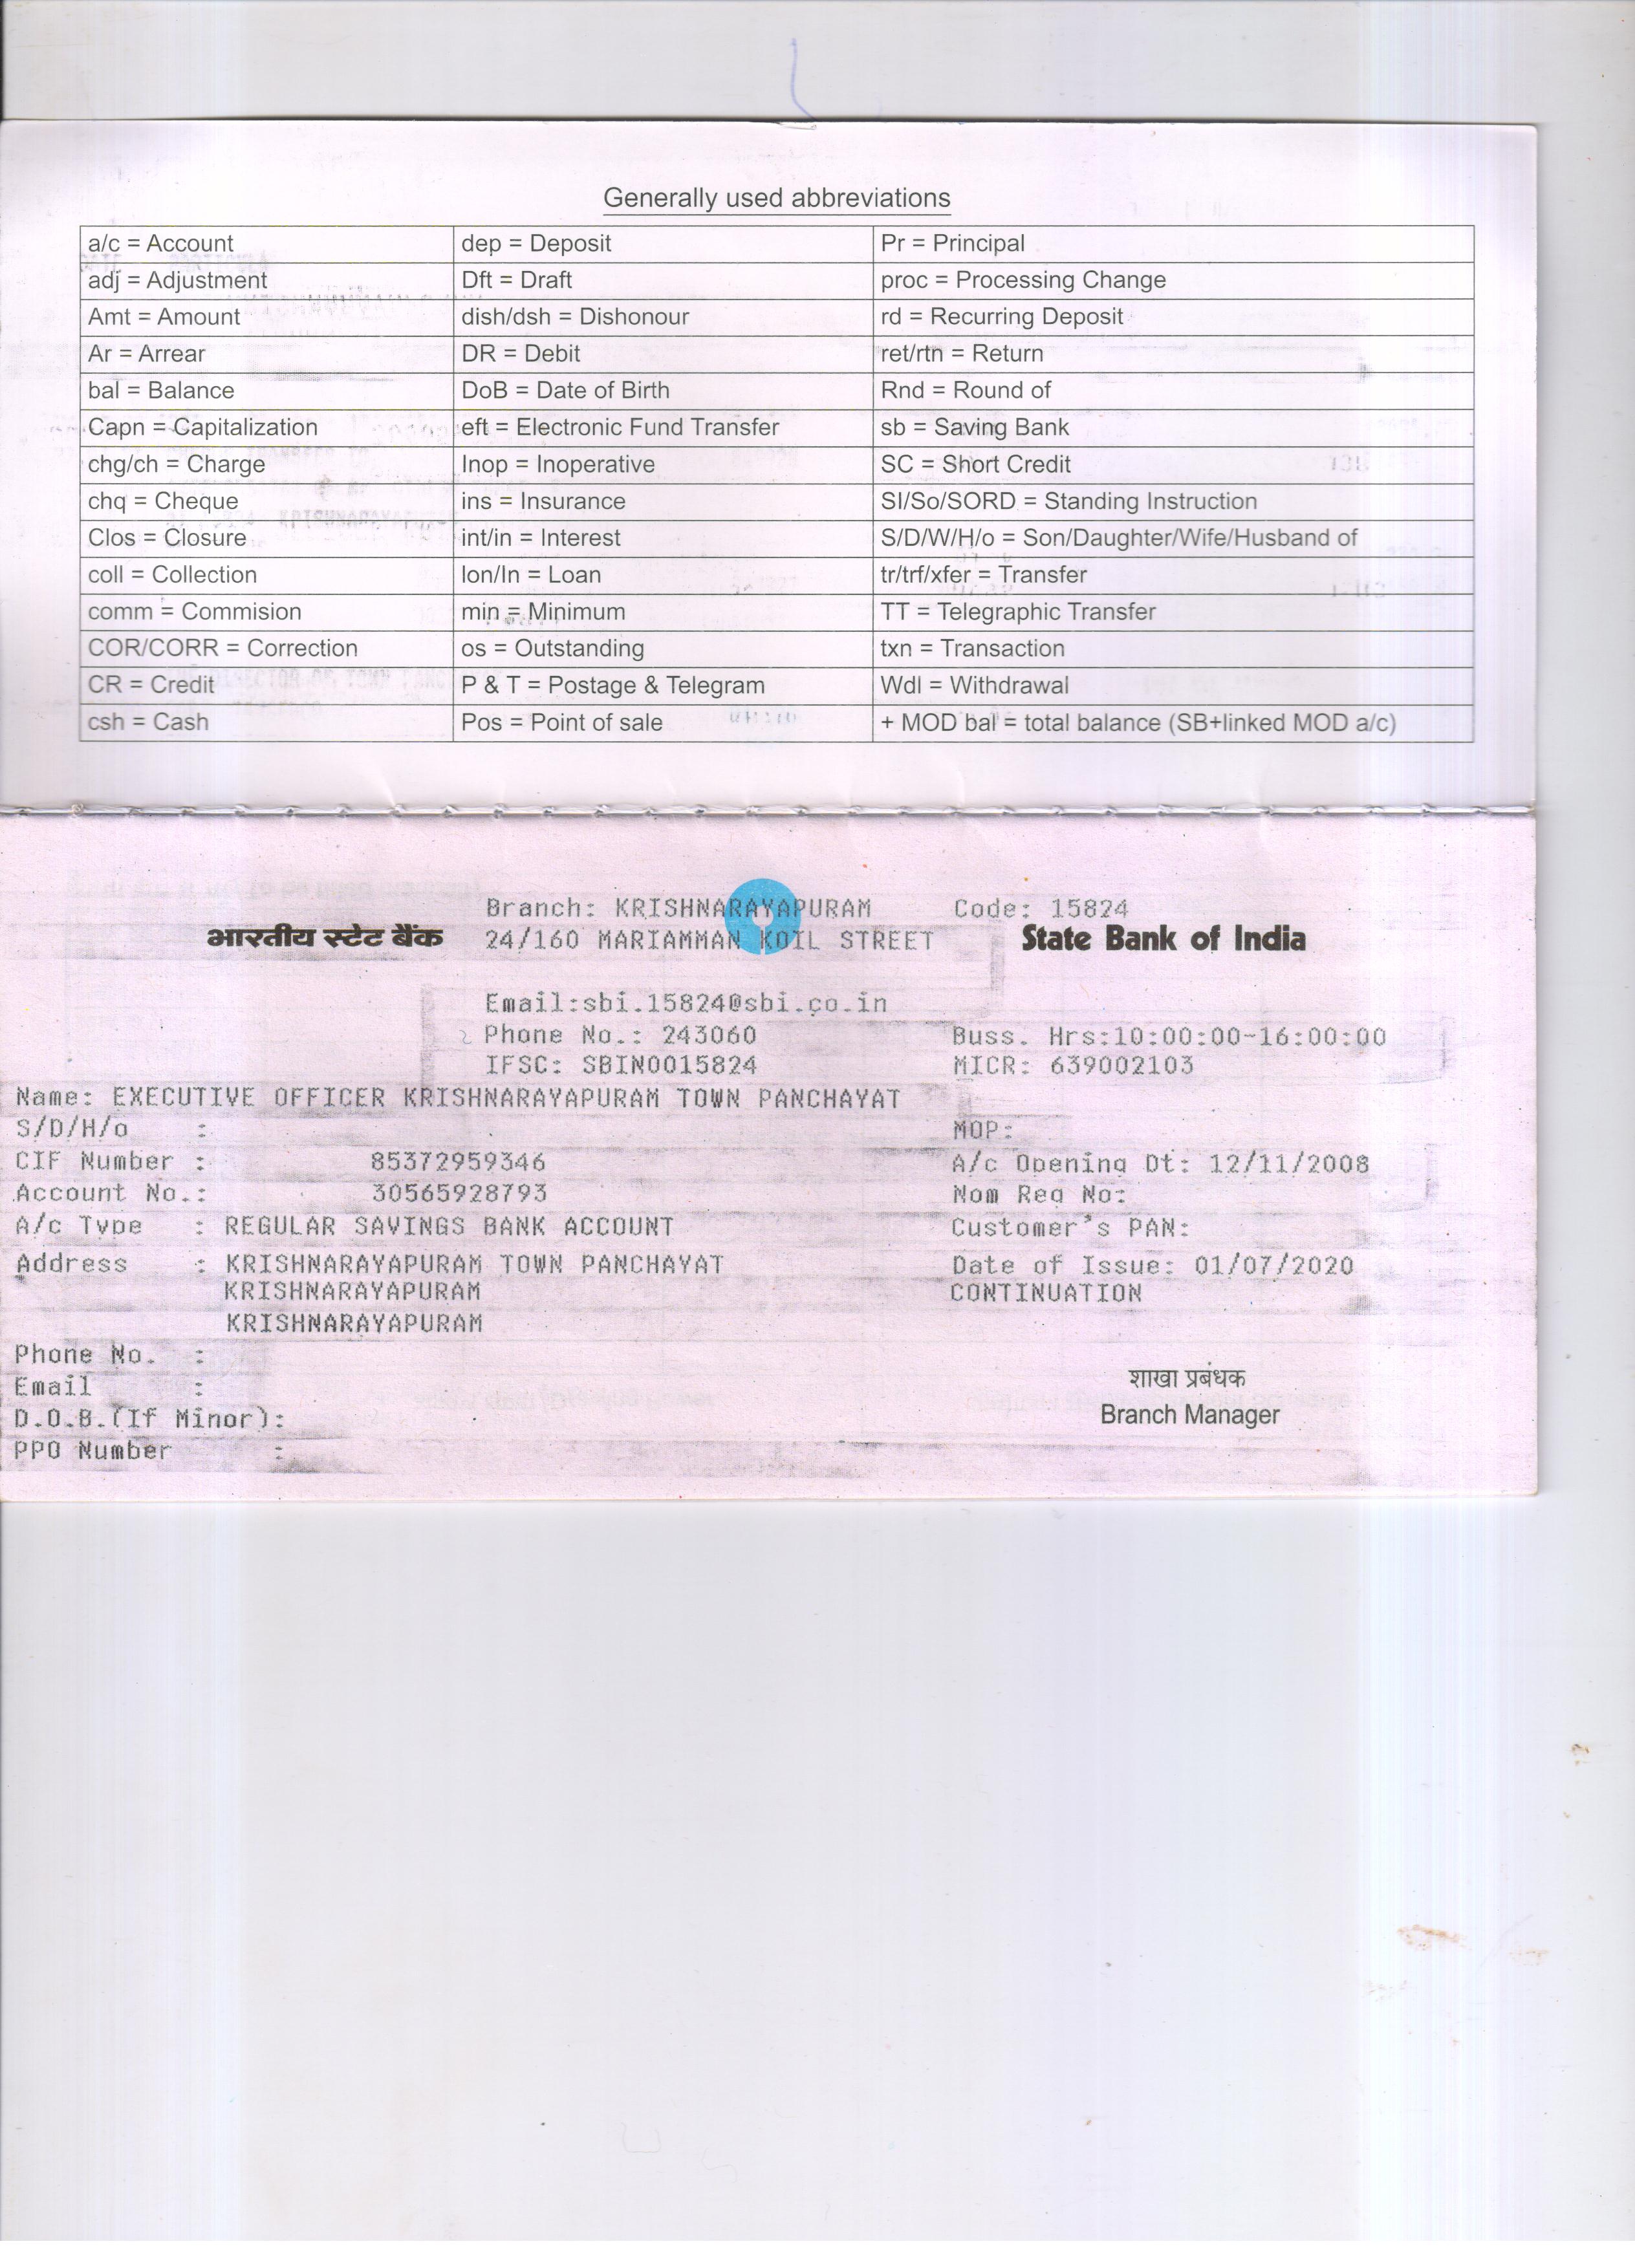 Generally used abbreviations
a/c = Account dep = Deposit Pr = Principal
adj = Adjustment Dft = Draft proc = Processing Change
Amt = Amount dish/dsh = Dishonour rd = Recurring Deposit
Ar = Arrear DR = Debit ret/rtn = Return
bal = Balance DoB = Date of Birth Rnd = Round of
Capn = Capitalization eft = Electronic Fund Transfer sb = Saving Bank
chg/ch = Charge Inop = Inoperative SC = Short Credit
chq = Cheque ins = Insurance SI/So/SORD = Standing Instruction
Clos = Closure int/in = Interest S/D/W/H/o = Son/Daughter/Wife/Husband of
coll = Collection lon/ln = Loan tr/trf/xfer = Transfer
comm = Commision min = Minimum TT = Telegraphic Transfer
COR/CORR = Correction os = Outstanding txn = Transaction
CR = Credit P & T = Postage & Telegram Wdl = Withdrawal
csh = Cash Pos = Point of sale + MOD bal = total balance (SB+linked MOD a/c)
Branch: KRISHNARAYAPURAM Code: 15824
भारतीय स्टेट बैंक 24/160 MARIAMMAN KOIL STREET State Bank of India
Email:sbi.15824@sbi.co.in
Phone No.: 243060 Buss. Hrs:10:00:00-16:00:00
IFSC: SBIN0015824 MICR: 639002103
Name: EXECUTIVE OFFICER KRISHNARAYAPURAM TOWN PANCHAYAT
S/D/H/o : MOP:
CIF Number : 85372959346 A/c Opening Dt: 12/11/2008
Account No.: 30565928793 Nom Reg No:
A/c Type : REGULAR SAVINGS BANK ACCOUNT Customer's PAN:
Address : KRISHNARAYAPURAM TOWN PANCHAYAT Date of Issue: 01/07/2020
KRISHNARAYAPURAM CONTINUATION
KRISHNARAYAPURAM
Phone No. :
Email : शाखा प्रबंधक
D.O.B.(If Minor): Branch Manager
PPO Number :